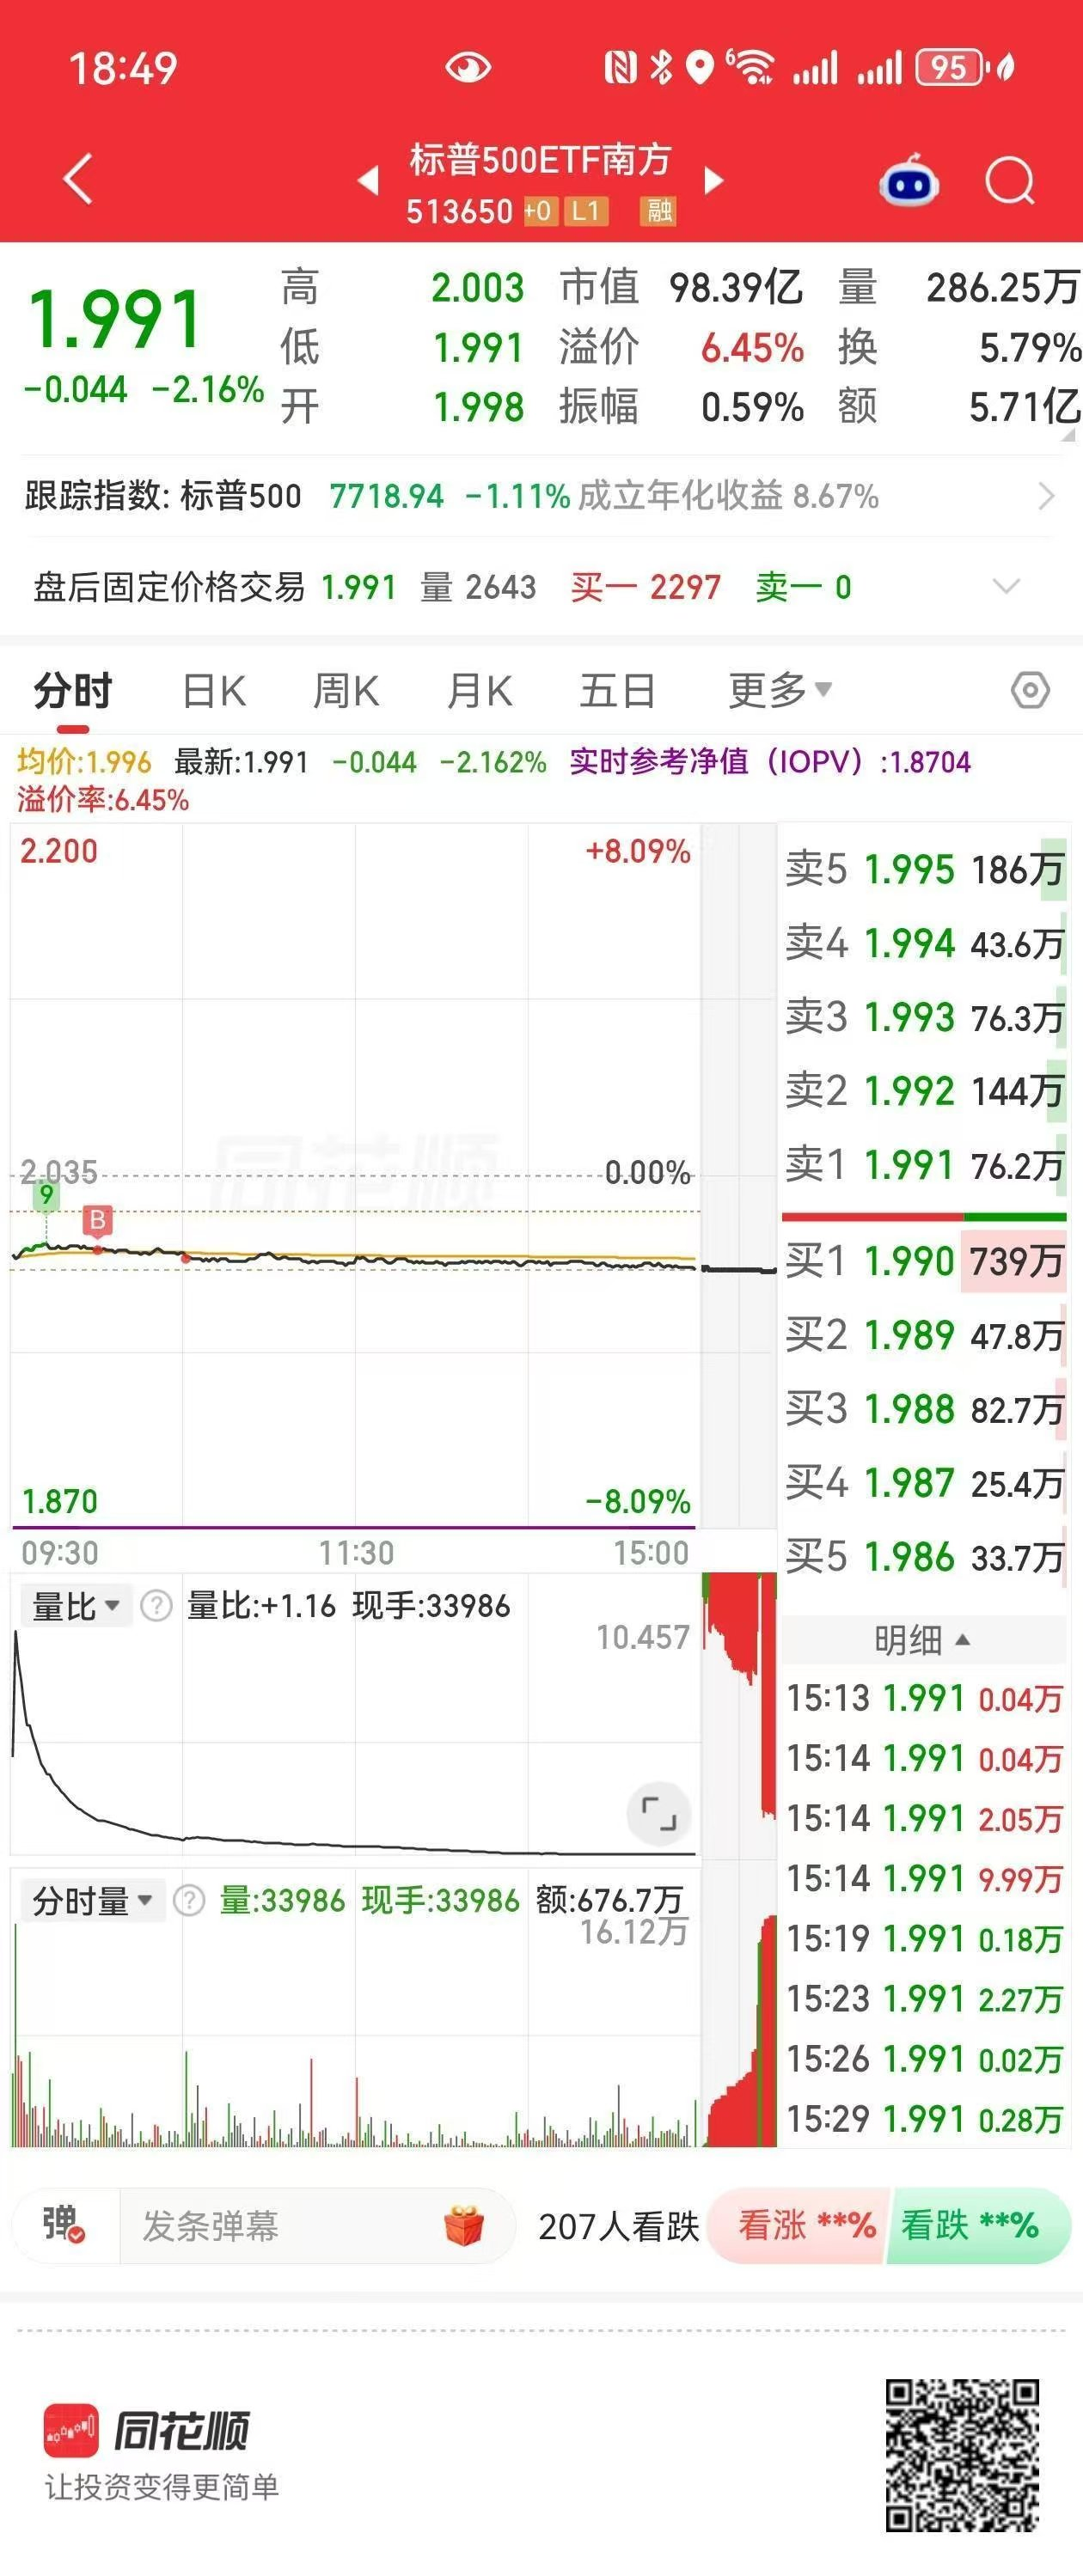 18:49
6
95
标普500ETF南方
513650 +0 L1 融
1.991
-0.044 -2.16%
高 2.003 市值 98.39亿 量 286.25万
低 1.991 溢价 6.45% 换 5.79%
开 1.998 振幅 0.59% 额 5.71亿
跟踪指数: 标普500 7718.94 -1.11% 成立年化收益 8.67%
盘后固定价格交易 1.991 量 2643 买一 2297 卖一 0
分时 日K 周K 月K 五日 更多
均价:1.996 最新:1.991 -0.044 -2.162% 实时参考净值（IOPV）:1.8704
溢价率:6.45%
2.200 +8.09%
2.035 0.00%
同花顺
9
B
1.870 -8.09%
09:30 11:30 15:00
卖5 1.995 186万
卖4 1.994 43.6万
卖3 1.993 76.3万
卖2 1.992 144万
卖1 1.991 76.2万
买1 1.990 739万
买2 1.989 47.8万
买3 1.988 82.7万
买4 1.987 25.4万
买5 1.986 33.7万
量比 ? 量比:+1.16 现手:33986
10.457
分时量 ? 量:33986 现手:33986 额:676.7万
16.12万
明细
15:13 1.991 0.04万
15:14 1.991 0.04万
15:14 1.991 2.05万
15:14 1.991 9.99万
15:19 1.991 0.18万
15:23 1.991 2.27万
15:26 1.991 0.02万
15:29 1.991 0.28万
弹 发条弹幕 207人看跌 看涨 **% 看跌 **%
同花顺
让投资变得更简单